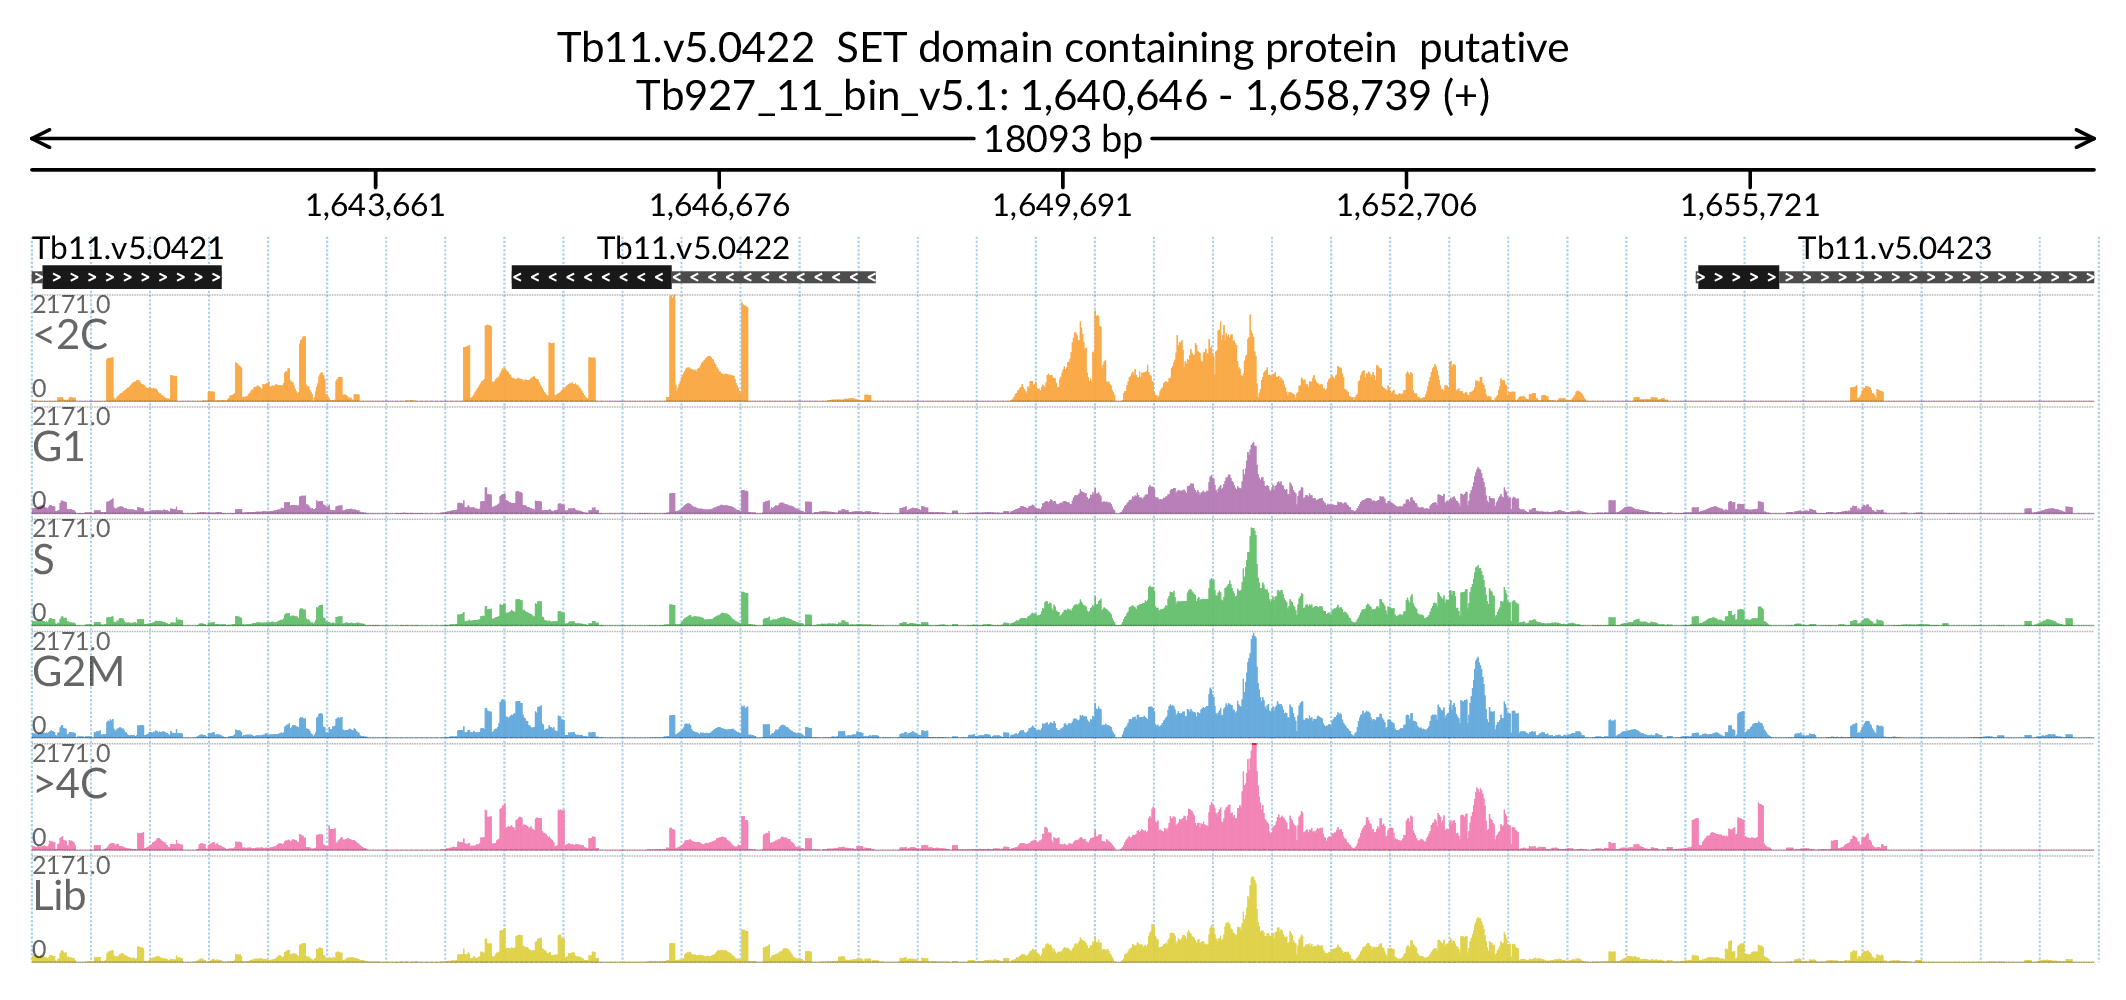 Tb11.v5.0422 SET domain containing protein putative
Tb927_11_bin_v5.1: 1,640,646 - 1,658,739 (+)
18093 bp
1,643,661 1,646,676 1,649,691 1,652,706 1,655,721
Tb11.v5.0421 Tb11.v5.0422 Tb11.v5.0423
2171.0
<2C
0
2171.0
G1
0
2171.0
S
0
2171.0
G2M
0
2171.0
>4C
0
2171.0
Lib
0